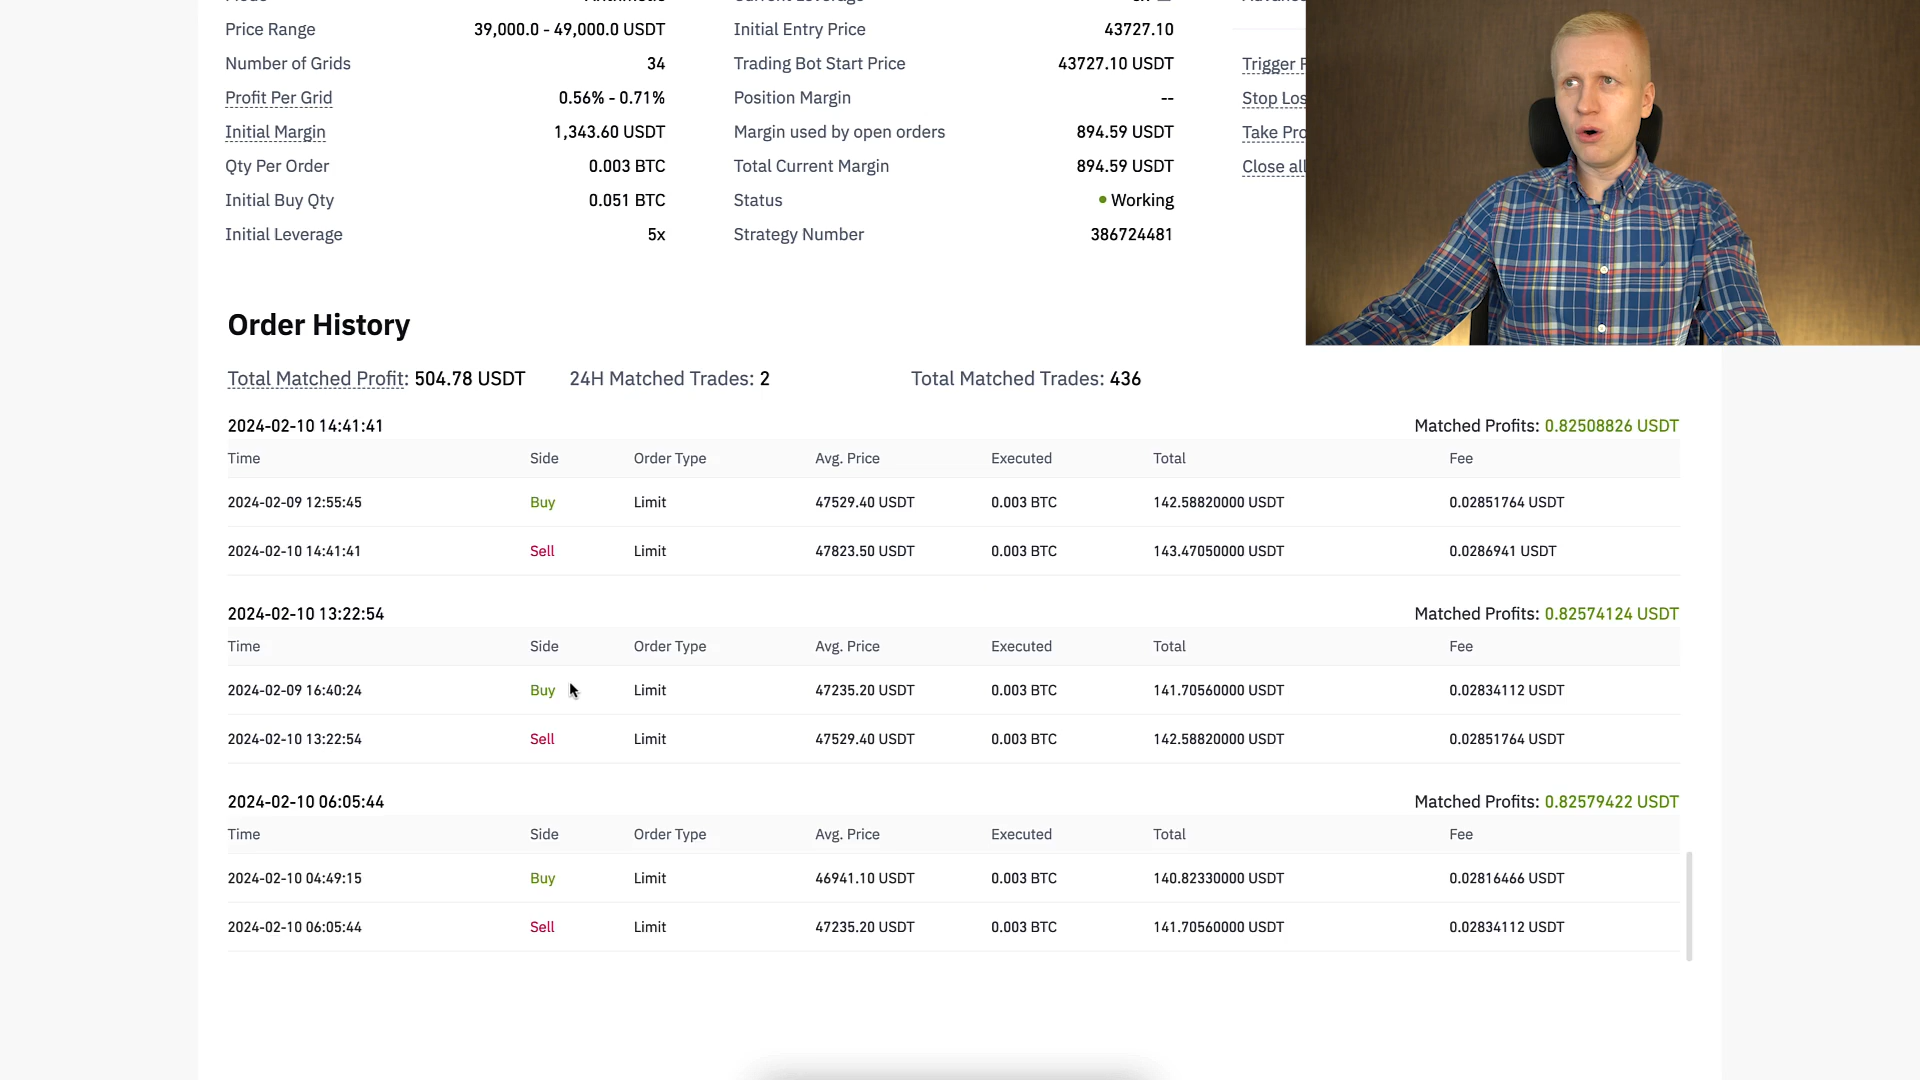 Price Range 39,000.0 - 49,000.0 USDT Initial Entry Price 43727.10
Number of Grids 34 Trading Bot Start Price 43727.10 USDT Trigger
Profit Per Grid 0.56% - 0.71% Position Margin -- Stop Los
Initial Margin 1,343.60 USDT Margin used by open orders 894.59 USDT Take Pro
Qty Per Order 0.003 BTC Total Current Margin 894.59 USDT Close all
Initial Buy Qty 0.051 BTC Status Working
Initial Leverage 5x Strategy Number 386724481
Order History
Total Matched Profit: 504.78 USDT 24H Matched Trades: 2 Total Matched Trades: 436
2024-02-10 14:41:41 Matched Profits: 0.82508826 USDT
Time Side Order Type Avg. Price Executed Total Fee
2024-02-09 12:55:45 Buy Limit 47529.40 USDT 0.003 BTC 142.58820000 USDT 0.02851764 USDT
2024-02-10 14:41:41 Sell Limit 47823.50 USDT 0.003 BTC 143.47050000 USDT 0.0286941 USDT
2024-02-10 13:22:54 Matched Profits: 0.82574124 USDT
Time Side Order Type Avg. Price Executed Total Fee
2024-02-09 16:40:24 Buy Limit 47235.20 USDT 0.003 BTC 141.70560000 USDT 0.02834112 USDT
2024-02-10 13:22:54 Sell Limit 47529.40 USDT 0.003 BTC 142.58820000 USDT 0.02851764 USDT
2024-02-10 06:05:44 Matched Profits: 0.82579422 USDT
Time Side Order Type Avg. Price Executed Total Fee
2024-02-10 04:49:15 Buy Limit 46941.10 USDT 0.003 BTC 140.82330000 USDT 0.02816466 USDT
2024-02-10 06:05:44 Sell Limit 47235.20 USDT 0.003 BTC 141.70560000 USDT 0.02834112 USDT